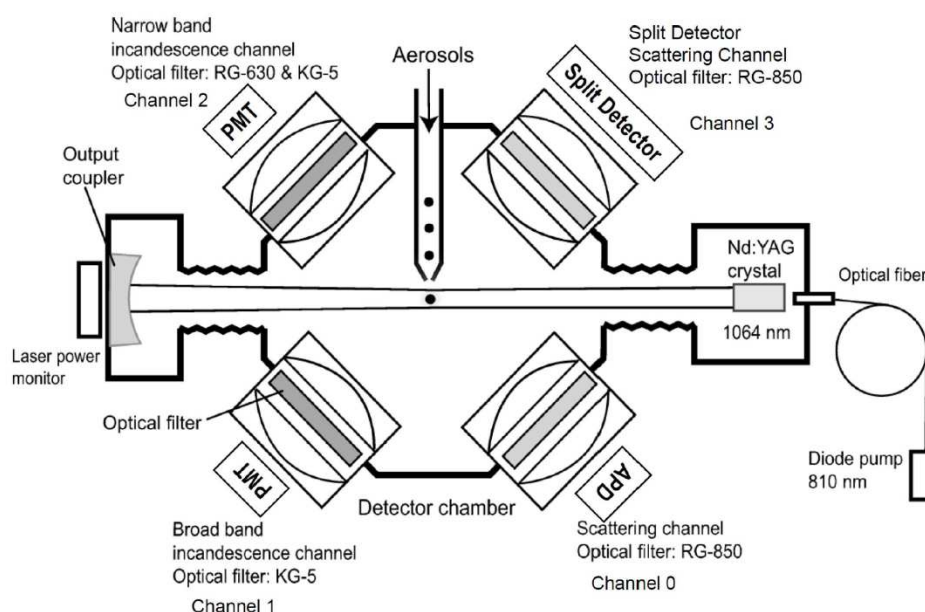 Narrow band
incandescence channel
Optical filter: RG-630 & KG-5
Channel 2
PMT
Aerosols
Split Detector
Scattering Channel
Optical filter: RG-850
Split Detector
Channel 3
Output
coupler
Nd:YAG
crystal
1064 nm
Optical fiber
Laser power
monitor
Optical filter
PMT
Detector chamber
APD
Diode pump
810 nm
Broad band
incandescence channel
Optical filter: KG-5
Channel 1
Scattering channel
Optical filter: RG-850
Channel 0